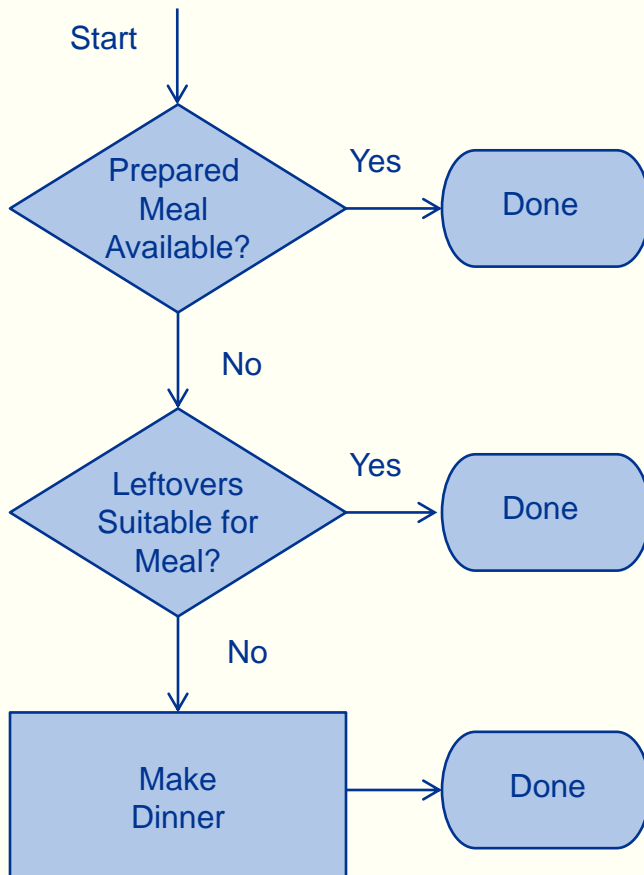 Start
Prepared
Meal
Available?
Yes
Done
No
Leftovers
Suitable for
Meal?
Yes
Done
No
Make
Dinner
Done